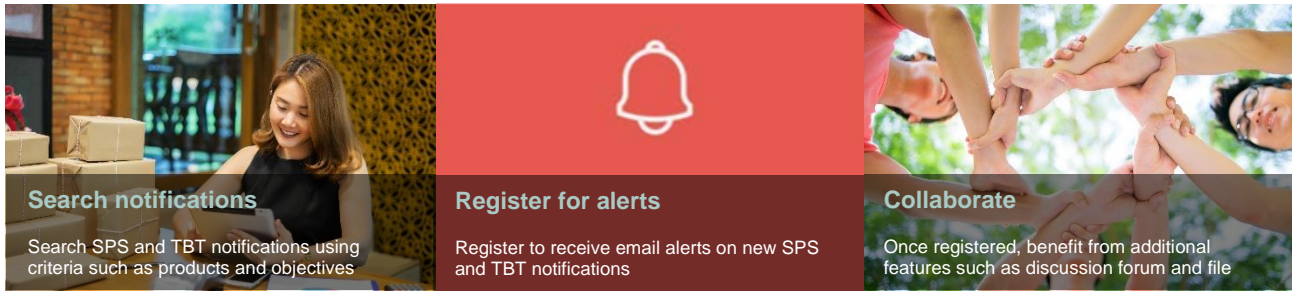 Search notifications
Search SPS and TBT notifications using
criteria such as products and objectives
Register for alerts
Register to receive email alerts on new SPS
and TBT notifications
Collaborate
Once registered, benefit from additional
features such as discussion forum and file